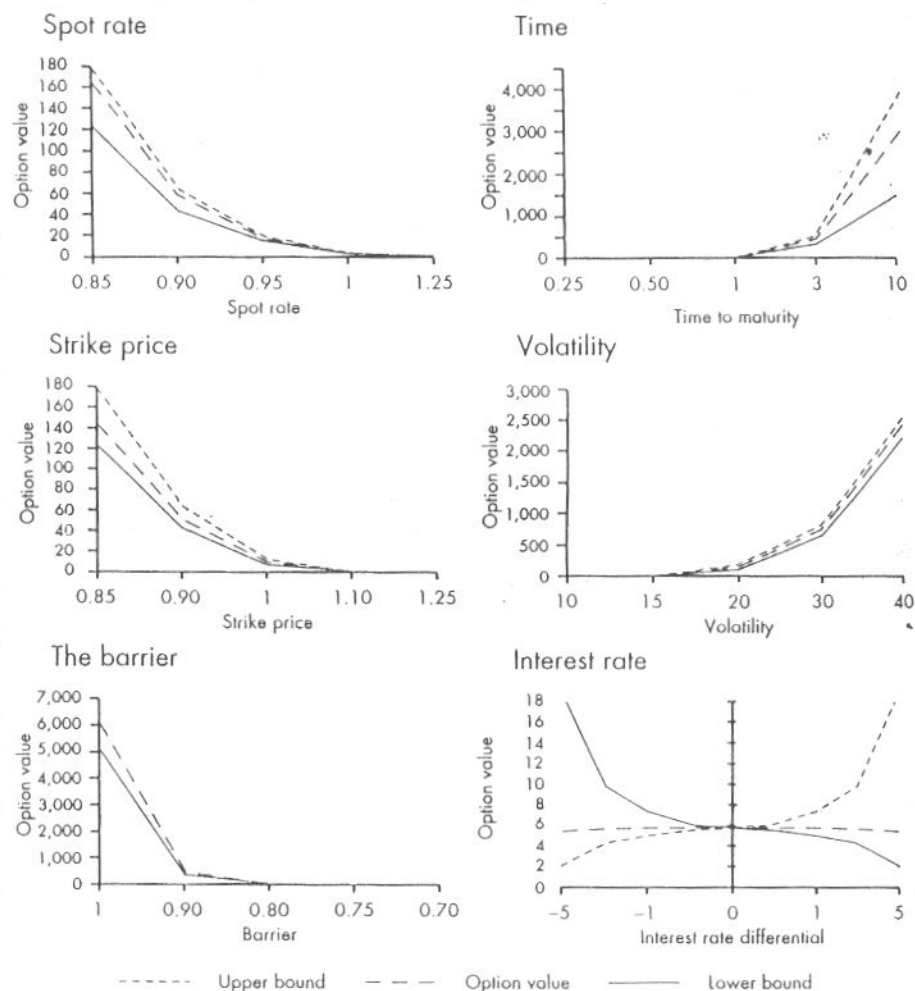 Spot rate
Option value
180
160
140
120
100
80
60
40
20
0
0.85 0.90 0.95 1 1.25
Spot rate
Time
Option value
4,000
3,000
2,000
1,000
0
0.25 0.50 1 3 10
Time to maturity
Strike price
Option value
180
160
140
120
100
80
60
40
20
0
0.85 0.90 1 1.10 1.25
Strike price
Volatility
Option value
3,000
2,500
2,000
1,500
1,000
500
0
10 15 20 30 40
Volatility
The barrier
Option value
7,000
6,000
5,000
4,000
3,000
2,000
1,000
0
1 0.90 0.80 0.75 0.70
Barrier
Interest rate
Option value
18
16
14
12
10
8
6
4
2
0
-5 -1 0 1 5
Interest rate differential
Upper bound Option value Lower bound